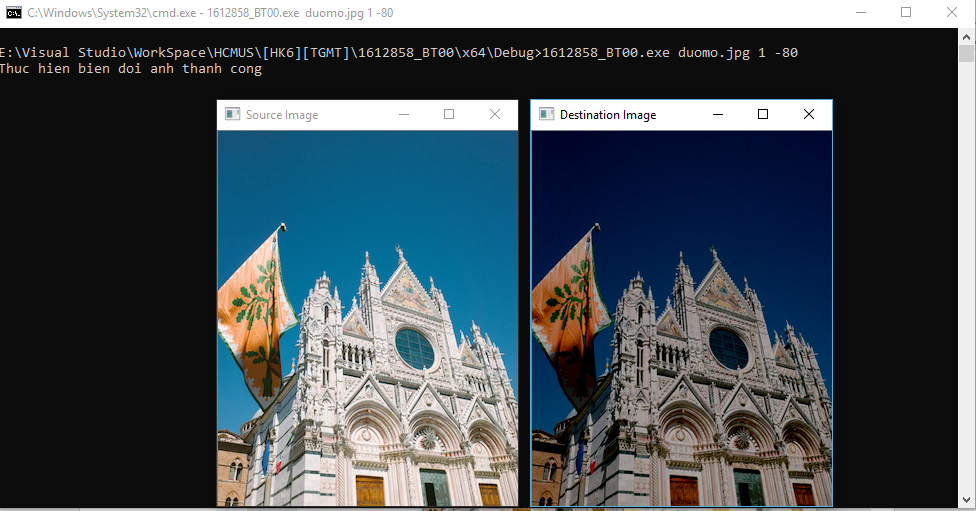 C:\Windows\System32\cmd.exe - 1612858_BT00.exe  duomo.jpg 1 -80
E:\Visual Studio\WorkSpace\HCMUS\[HK6][TGMT]\1612858_BT00\x64\Debug>1612858_BT00.exe duomo.jpg 1 -80
Thuc hien bien doi anh thanh cong
Source Image
Destination Image